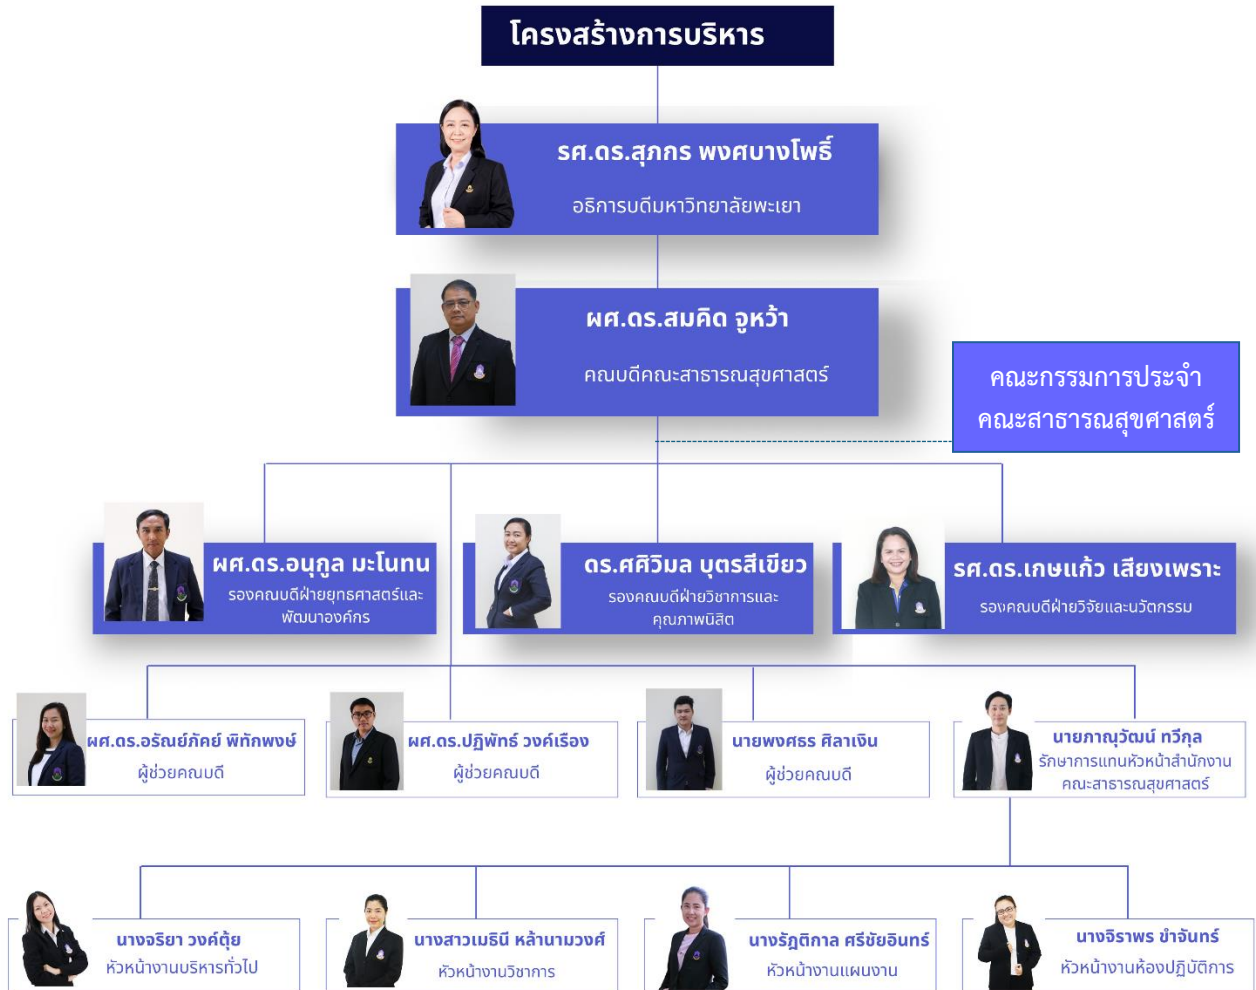 โครงสร้างการบริหาร
รศ.ดร.สุภกร พงศบางโพธิ์
อธิการบดีมหาวิทยาลัยพะเยา
ผศ.ดร.สมคิด จูหว้า
คณบดีคณะสาธารณสุขศาสตร์
คณะกรรมการประจำ
คณะสาธารณสุขศาสตร์
ผศ.ดร.อนุกูล มะโนทน
รองคณบดีฝ่ายยุทธศาสตร์และ
พัฒนาองค์กร
ดร.ศศิวิมล บุตรสีเขียว
รองคณบดีฝ่ายวิชาการและ
คุณภาพนิสิต
รศ.ดร.เกษแก้ว เสียงเพราะ
รองคณบดีฝ่ายวิจัยและนวัตกรรม
ผศ.ดร.อรัณย์ภัคย์ พิทักพงษ์
ผู้ช่วยคณบดี
ผศ.ดร.ปฏิพัทธ์ วงค์เรือง
ผู้ช่วยคณบดี
นายพงศธร ศิลาเงิน
ผู้ช่วยคณบดี
นายภาณุวัฒน์ ทวีกุล
รักษาการแทนหัวหน้าสำนักงาน
คณะสาธารณสุขศาสตร์
นางจริยา วงค์ตุ้ย
หัวหน้างานบริหารทั่วไป
นางสาวเมธินี หล้านามวงศ์
หัวหน้างานวิชาการ
นางรัฎติกาล ศรีชัยอินทร์
หัวหน้างานแผนงาน
นางจิราพร ขำจันทร์
หัวหน้างานห้องปฏิบัติการ